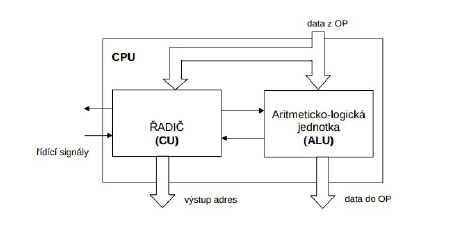 data z OP
CPU
ŘADIČ
(CU)
Aritmeticko-logická
jednotka
(ALU)
řídící signály
výstup adres
data do OP